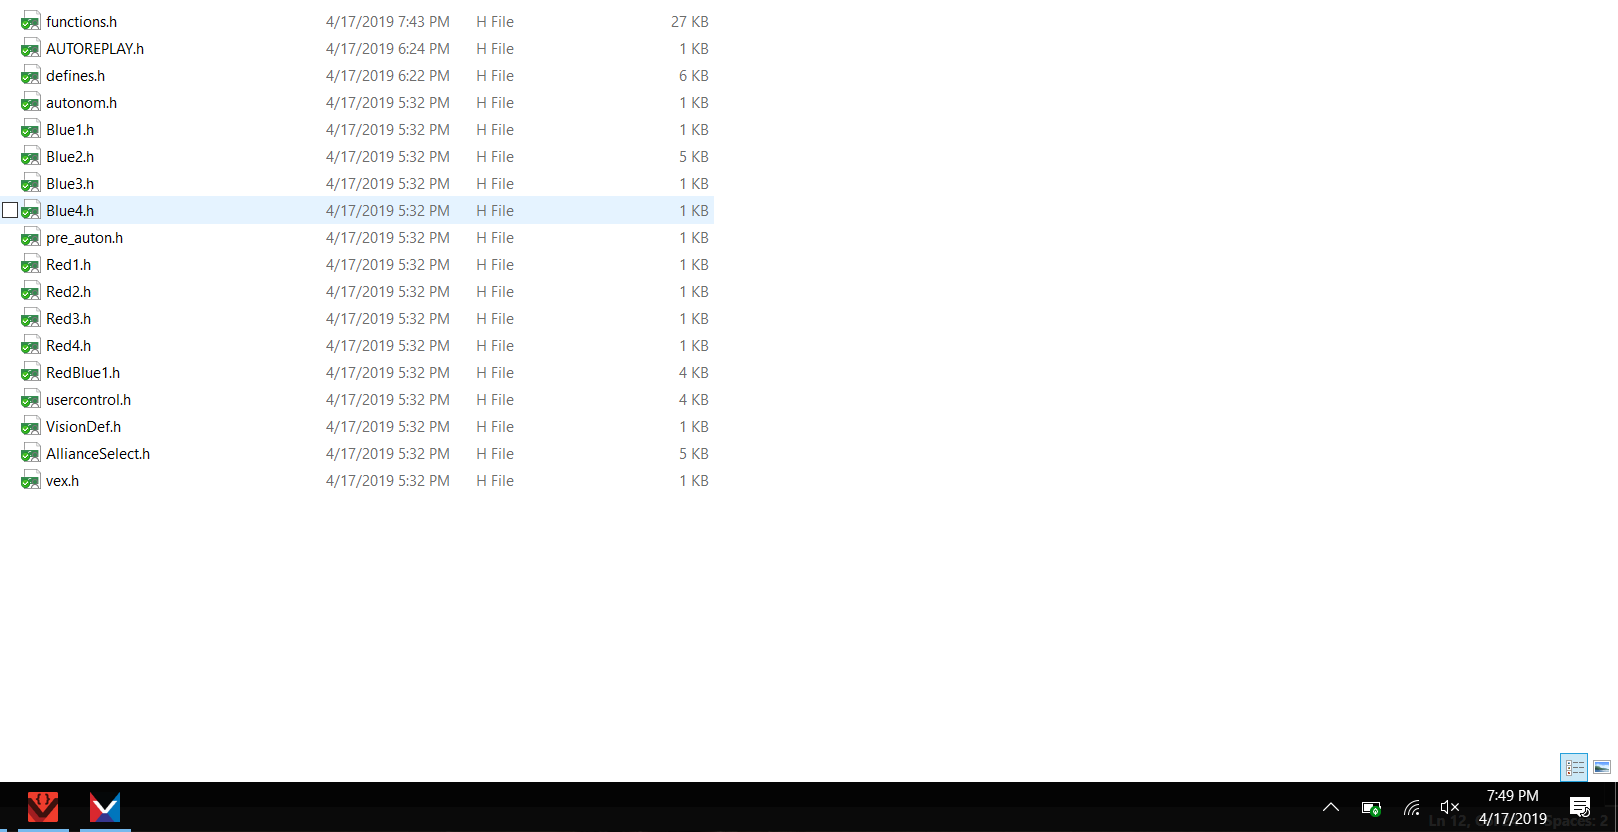 functions.h 4/17/2019 7:43 PM H File 27 KB
AUTOREPLAY.h 4/17/2019 6:24 PM H File 1 KB
defines.h 4/17/2019 6:22 PM H File 6 KB
autonom.h 4/17/2019 5:32 PM H File 1 KB
Blue1.h 4/17/2019 5:32 PM H File 1 KB
Blue2.h 4/17/2019 5:32 PM H File 5 KB
Blue3.h 4/17/2019 5:32 PM H File 1 KB
Blue4.h 4/17/2019 5:32 PM H File 1 KB
pre_auton.h 4/17/2019 5:32 PM H File 1 KB
Red1.h 4/17/2019 5:32 PM H File 1 KB
Red2.h 4/17/2019 5:32 PM H File 1 KB
Red3.h 4/17/2019 5:32 PM H File 1 KB
Red4.h 4/17/2019 5:32 PM H File 1 KB
RedBlue1.h 4/17/2019 5:32 PM H File 4 KB
usercontrol.h 4/17/2019 5:32 PM H File 4 KB
VisionDef.h 4/17/2019 5:32 PM H File 1 KB
AllianceSelect.h 4/17/2019 5:32 PM H File 5 KB
vex.h 4/17/2019 5:32 PM H File 1 KB
7:49 PM
4/17/2019
Ln 12,